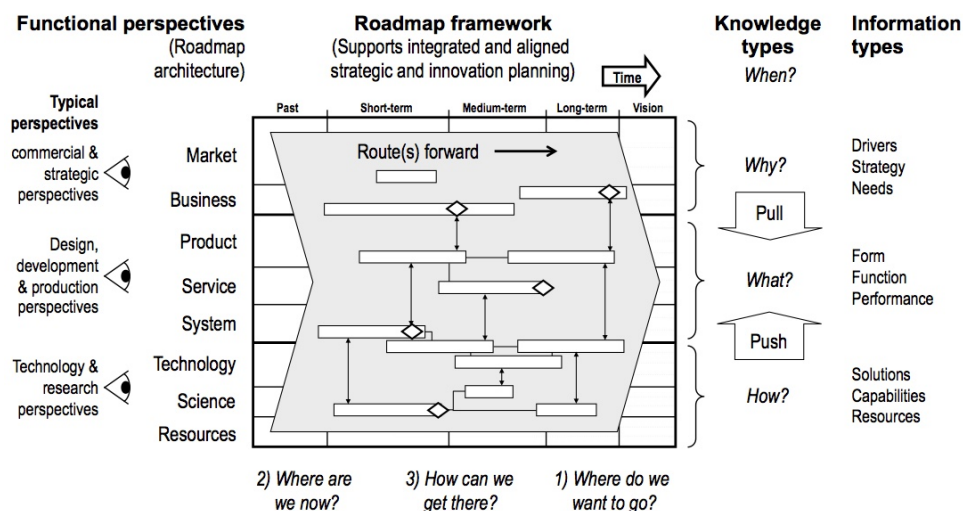 Functional perspectives
(Roadmap
architecture)
Roadmap framework
(Supports integrated and aligned
strategic and innovation planning)
Time
Knowledge
types
When?
Information
types
Past
Short-term
Medium-term
Long-term
Vision
Typical
perspectives
commercial &
strategic
perspectives
Design,
development
& production
perspectives
Technology &
research
perspectives
Market
Business
Product
Service
System
Technology
Science
Resources
Route(s) forward
Why?
Pull
What?
Push
How?
Drivers
Strategy
Needs
Form
Function
Performance
Solutions
Capabilities
Resources
2) Where are
we now?
3) How can we
get there?
1) Where do we
want to go?